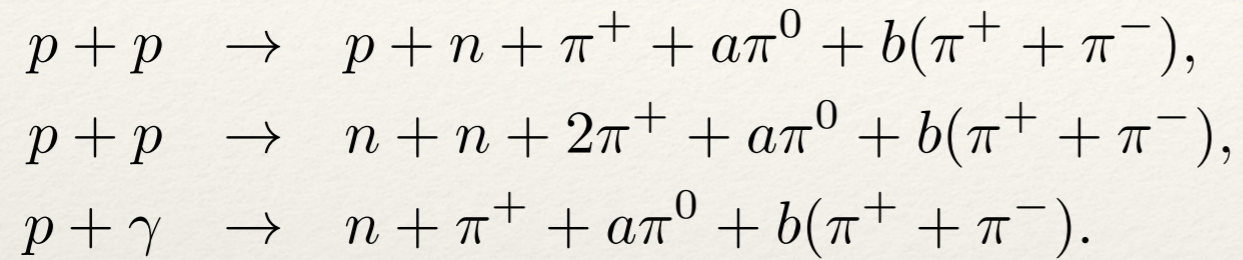 p + p → p + n + π⁺ + aπ⁰ + b(π⁺ + π⁻),
p + p → n + n + 2π⁺ + aπ⁰ + b(π⁺ + π⁻),
p + γ → n + π⁺ + aπ⁰ + b(π⁺ + π⁻).